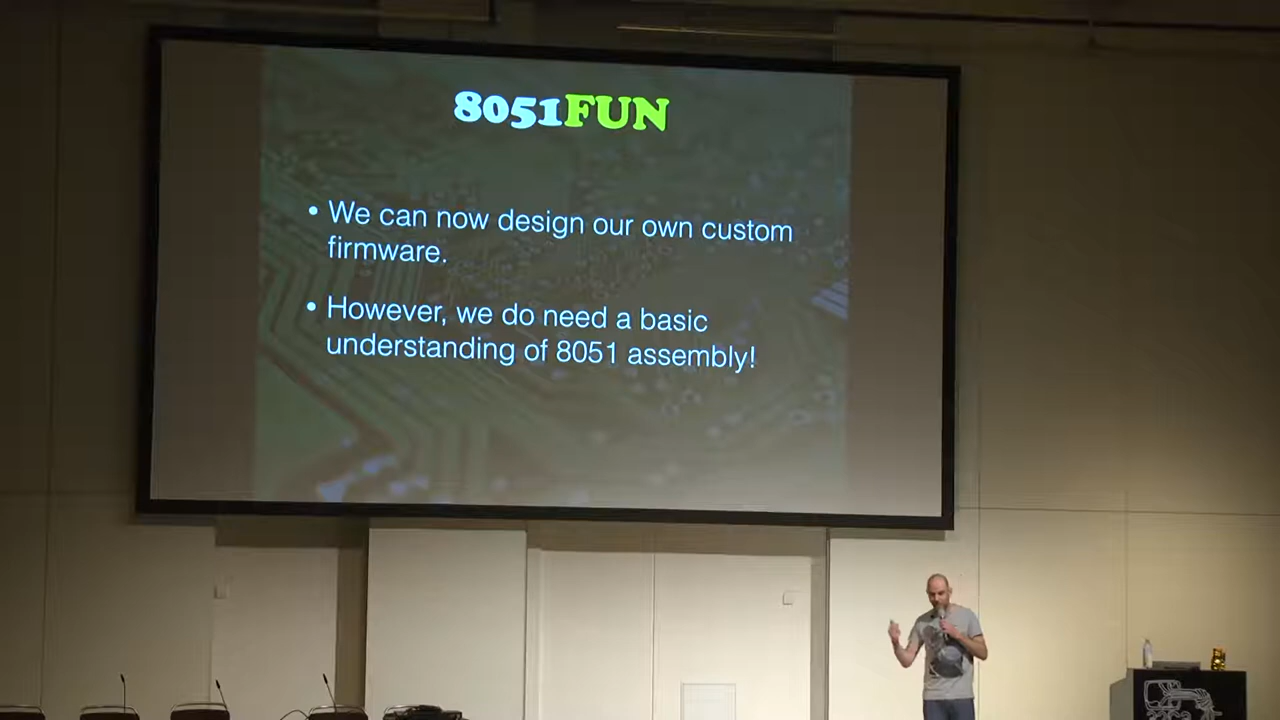 8051FUN
• We can now design our own custom
firmware.
• However, we do need a basic
understanding of 8051 assembly!